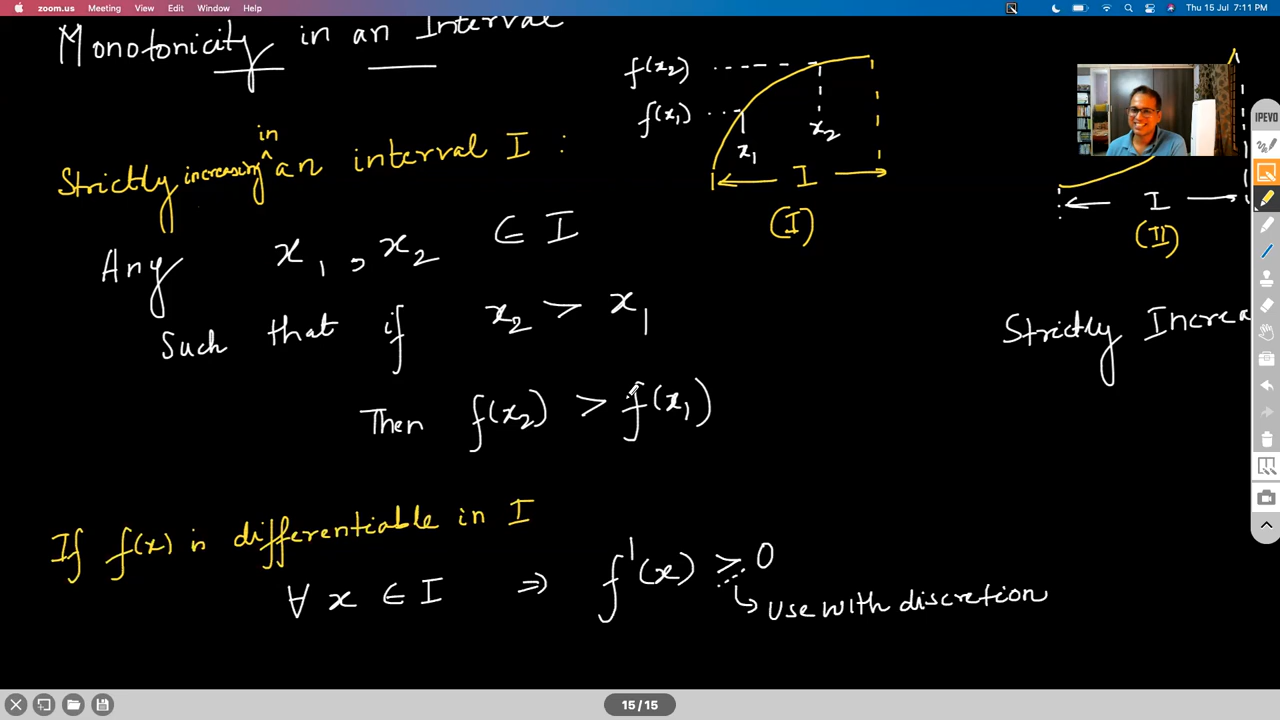 zoom.us Meeting View Edit Window Help Thu 15 Jul 7:11 PM
Monotonicity in an Interval
Strictly increasing in an interval I :
Any x₁, x₂ ∈ I
Such that if x₂ > x₁
Then f(x₂) > f(x₁)
If f(x) is differentiable in I
∀ x ∈ I ⇒ f'(x) ≥ 0
Use with discretion
f(x₂)
f(x₁)
x₂
x₁
I
(I)
I
(II)
Strictly Increa
IPEVO
15 / 15